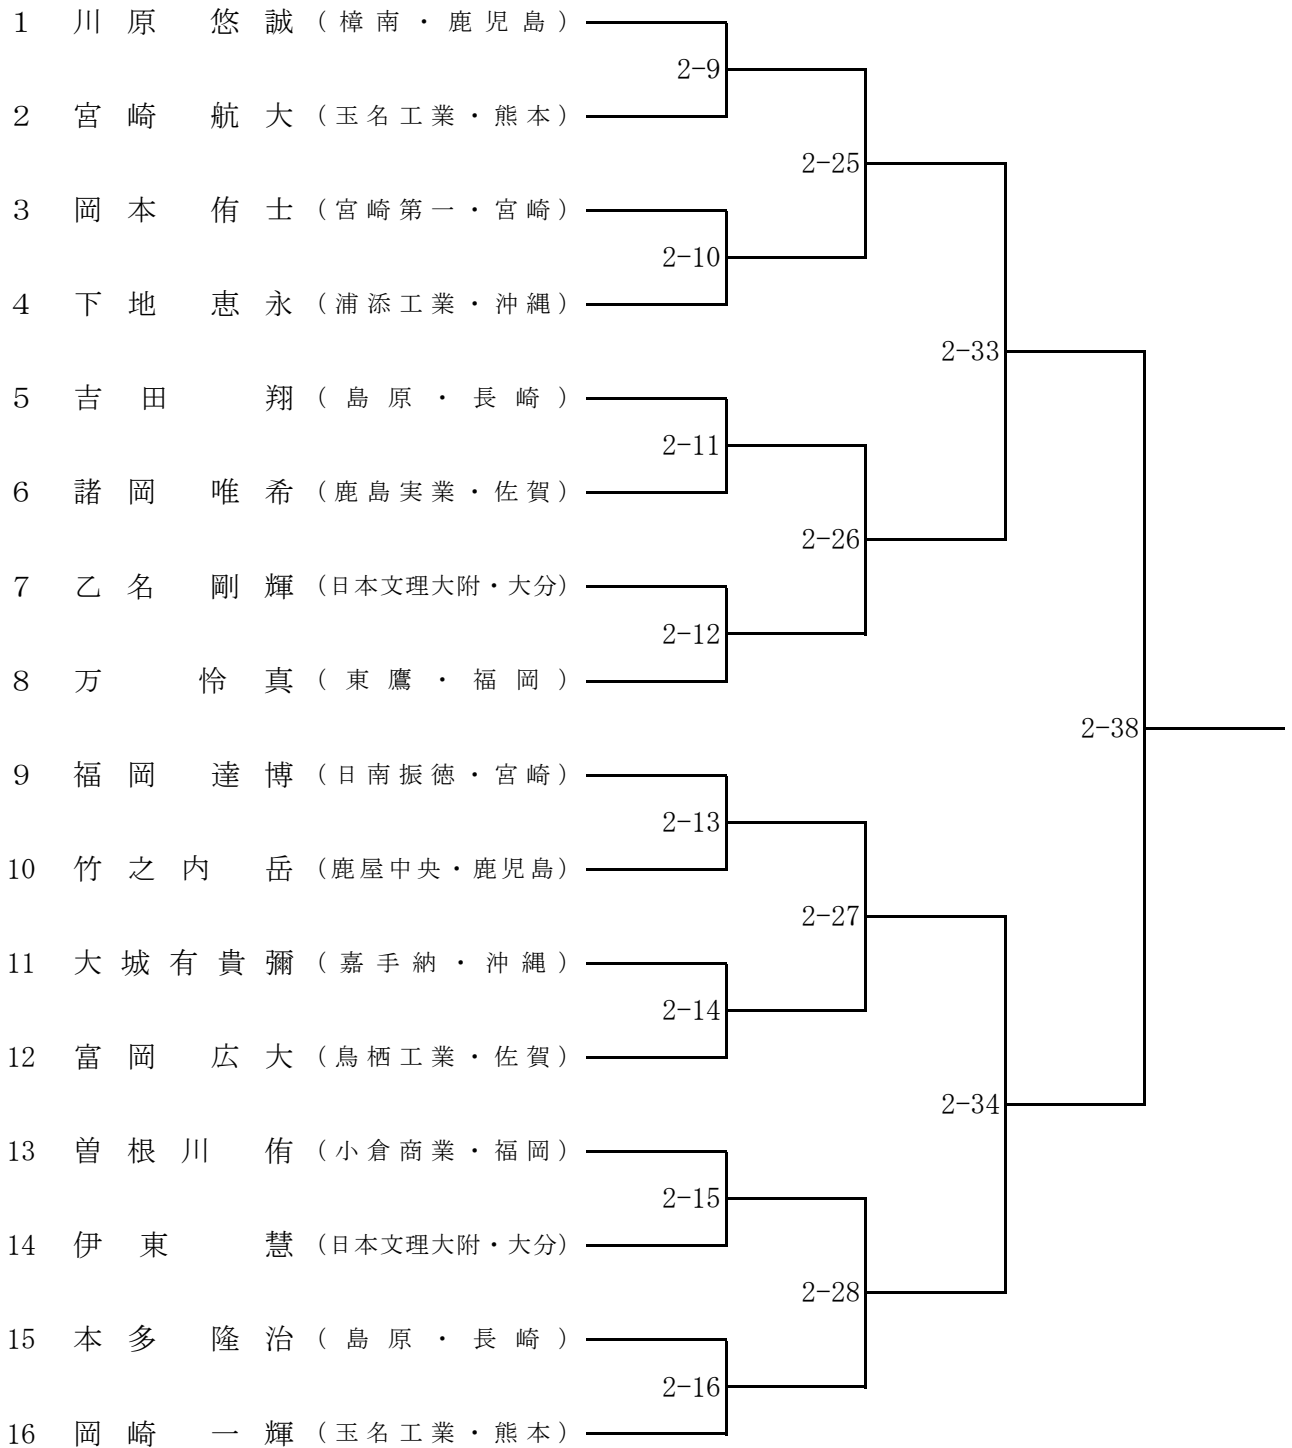 1 川原 悠誠 (樟南・鹿児島)
2-9
2 宮崎 航大 (玉名工業・熊本)
2-25
3 岡本 侑士 (宮崎第一・宮崎)
2-10
4 下地 恵永 (浦添工業・沖縄)
2-33
5 吉田 翔 (島原・長崎)
2-11
6 諸岡 唯希 (鹿島実業・佐賀)
2-26
7 乙名 剛輝 (日本文理大附・大分)
2-12
8 万 怜真 (東鷹・福岡)
2-38
9 福岡 達博 (日南振徳・宮崎)
2-13
10 竹之内 岳 (鹿屋中央・鹿児島)
2-27
11 大城有貴彌 (嘉手納・沖縄)
2-14
12 富岡 広大 (鳥栖工業・佐賀)
2-34
13 曽根川 侑 (小倉商業・福岡)
2-15
14 伊東 慧 (日本文理大附・大分)
2-28
15 本多 隆治 (島原・長崎)
2-16
16 岡崎 一輝 (玉名工業・熊本)